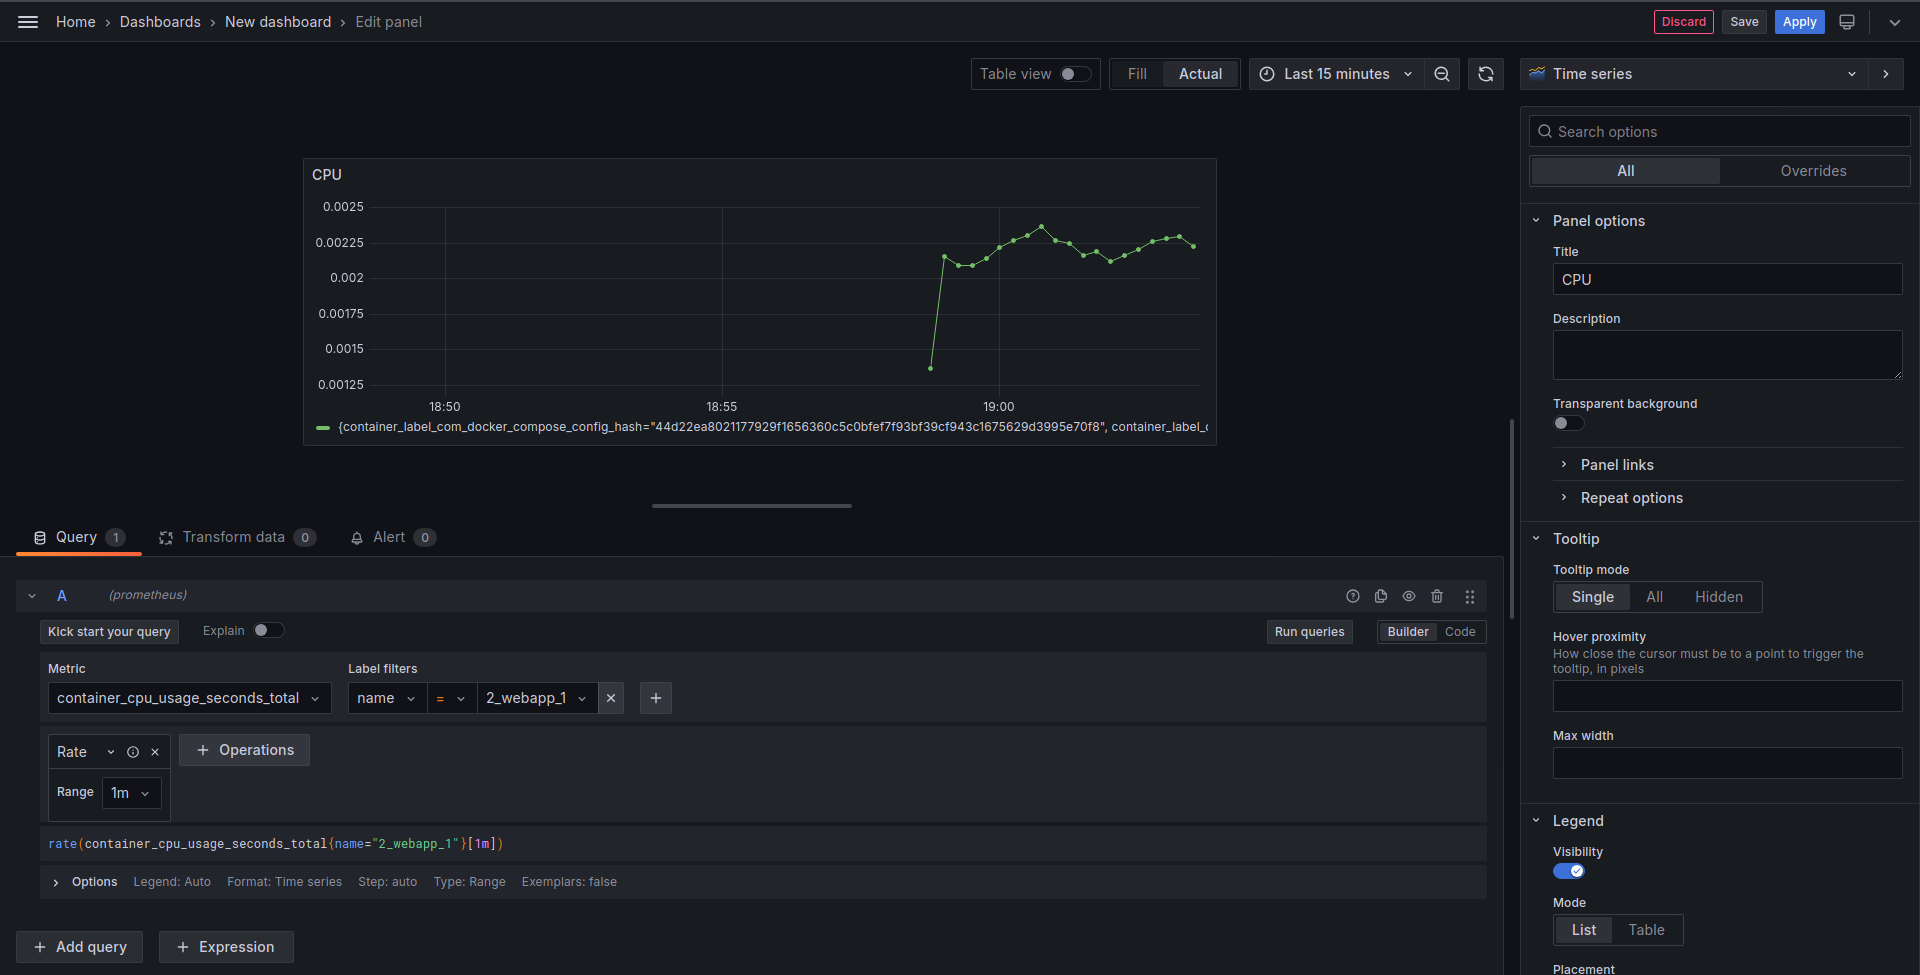 Home › Dashboards › New dashboard › Edit panel
Discard Save Apply
Table view Fill Actual Last 15 minutes Time series
Search options
All Overrides
CPU
0.0025
0.00225
0.002
0.00175
0.0015
0.00125
18:50 18:55 19:00
{container_label_com_docker_compose_config_hash="44d22ea8021177929f1656360c5c0bfef7f93bf39cf943c1675629d3995e70f8", container_label_c
Panel options
Title
CPU
Description
Transparent background
Panel links
Repeat options
Tooltip
Tooltip mode
Single All Hidden
Hover proximity
How close the cursor must be to a point to trigger the
tooltip, in pixels
Max width
Legend
Visibility
Mode
List Table
Placement
Query 1 Transform data 0 Alert 0
A (prometheus)
Kick start your query Explain Run queries Builder Code
Metric Label filters
container_cpu_usage_seconds_total name = 2_webapp_1
Rate + Operations
Range 1m
rate(container_cpu_usage_seconds_total{name="2_webapp_1"}[1m])
Options Legend: Auto Format: Time series Step: auto Type: Range Exemplars: false
+ Add query + Expression